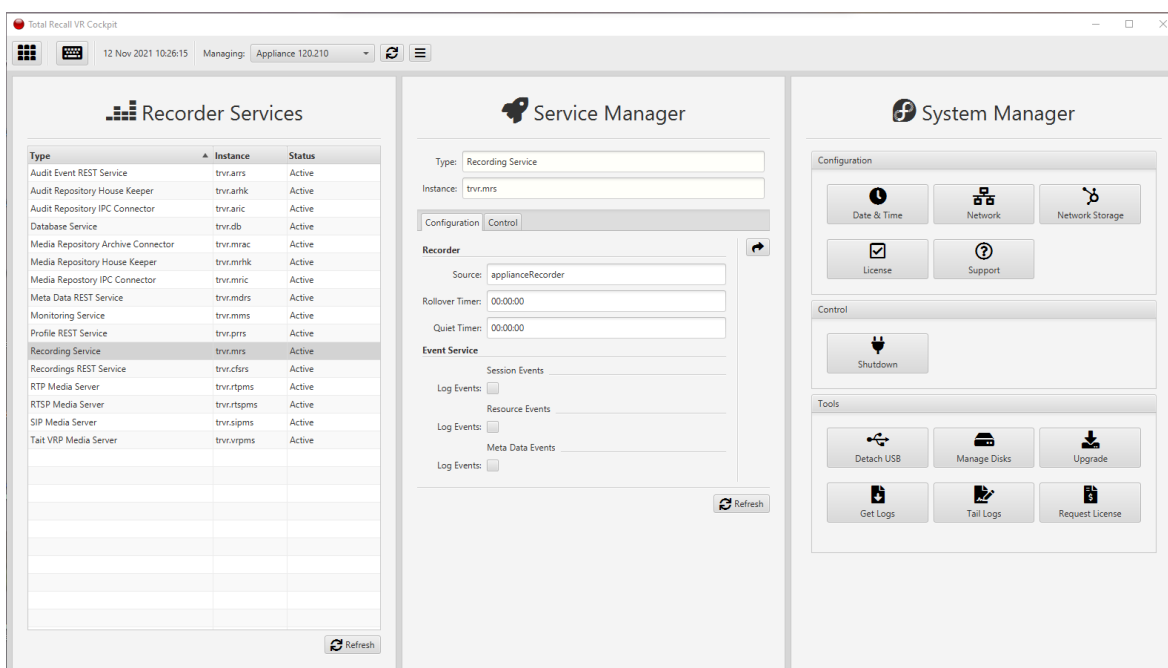 Total Recall VR Cockpit
12 Nov 2021 10:26:15 Managing: Appliance 120.210
Recorder Services
Type Instance Status
Audit Event REST Service trvr.arrs Active
Audit Repository House Keeper trvr.arhk Active
Audit Repository IPC Connector trvr.aric Active
Database Service trvr.db Active
Media Repository Archive Connector trvr.mrac Active
Media Repository House Keeper trvr.mrhk Active
Media Repostory IPC Connector trvr.mric Active
Meta Data REST Service trvr.mdrs Active
Monitoring Service trvr.mms Active
Profile REST Service trvr.prrs Active
Recording Service trvr.mrs Active
Recordings REST Service trvr.cfsrs Active
RTP Media Server trvr.rtpms Active
RTSP Media Server trvr.rtspms Active
SIP Media Server trvr.sipms Active
Tait VRP Media Server trvr.vrpms Active
Refresh
Service Manager
Type: Recording Service
Instance: trvr.mrs
Configuration Control
Recorder
Source: applianceRecorder
Rollover Timer: 00:00:00
Quiet Timer: 00:00:00
Event Service
Session Events
Log Events:
Resource Events
Log Events:
Meta Data Events
Log Events:
Refresh
System Manager
Configuration
Date & Time Network Network Storage
License Support
Control
Shutdown
Tools
Detach USB Manage Disks Upgrade
Get Logs Tail Logs Request License